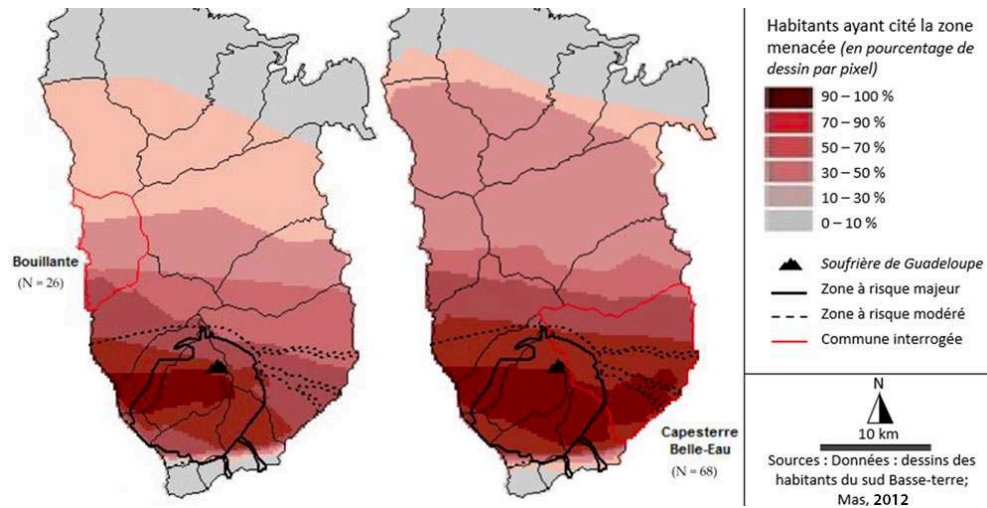 Bouillante
(N = 26)
Capesterre
Belle-Eau
(N = 68)
Habitants ayant cité la zone
menacée (en pourcentage de
dessin par pixel)
90 – 100 %
70 – 90 %
50 – 70 %
30 – 50 %
10 – 30 %
0 – 10 %
Soufrière de Guadeloupe
Zone à risque majeur
Zone à risque modéré
Commune interrogée
N
10 km
Sources : Données : dessins des
habitants du sud Basse-terre;
Mas, 2012